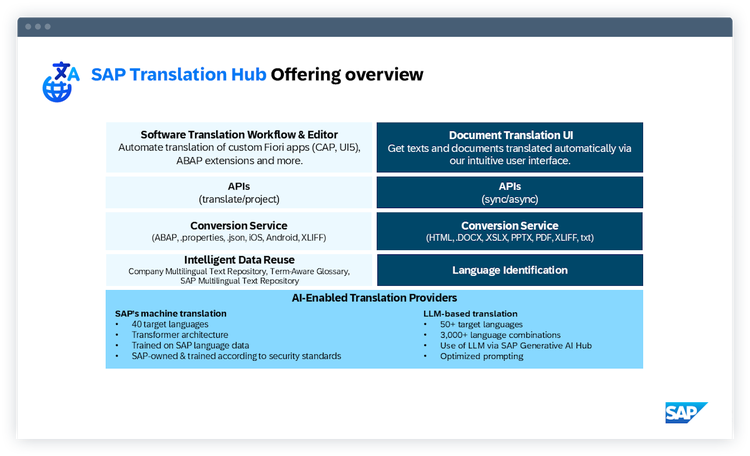 SAP Translation Hub Offering overview
Software Translation Workflow & Editor
Automate translation of custom Fiori apps (CAP, UI5),
ABAP extensions and more.
Document Translation UI
Get texts and documents translated automatically via
our intuitive user interface.
APIs
(translate/project)
APIs
(sync/async)
Conversion Service
(ABAP, .properties, .json, iOS, Android, XLIFF)
Conversion Service
(HTML, .DOCX, .XSLX, PPTX, PDF, XLIFF, txt)
Intelligent Data Reuse
Company Multilingual Text Repository, Term-Aware Glossary,
SAP Multilingual Text Repository
Language Identification
AI-Enabled Translation Providers
SAP's machine translation
• 40 target languages
• Transformer architecture
• Trained on SAP language data
• SAP-owned & trained according to security standards
LLM-based translation
• 50+ target languages
• 3,000+ language combinations
• Use of LLM via SAP Generative AI Hub
• Optimized prompting
SAP